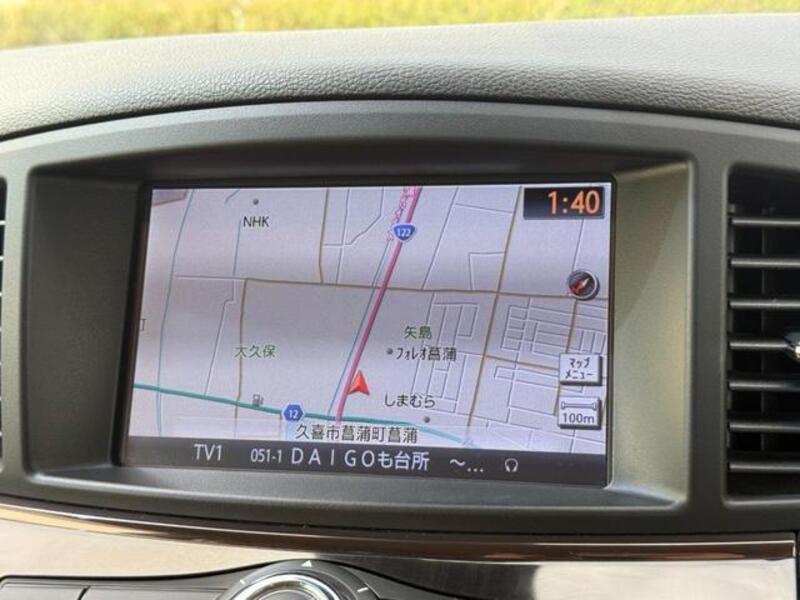 1:40
NHK
122
矢島
フォレオ菖蒲
大久保
マップ
メニュー
しまむら
100m
12
久喜市菖蒲町菖蒲
TV1 051-1 DAIGOも台所 ～...